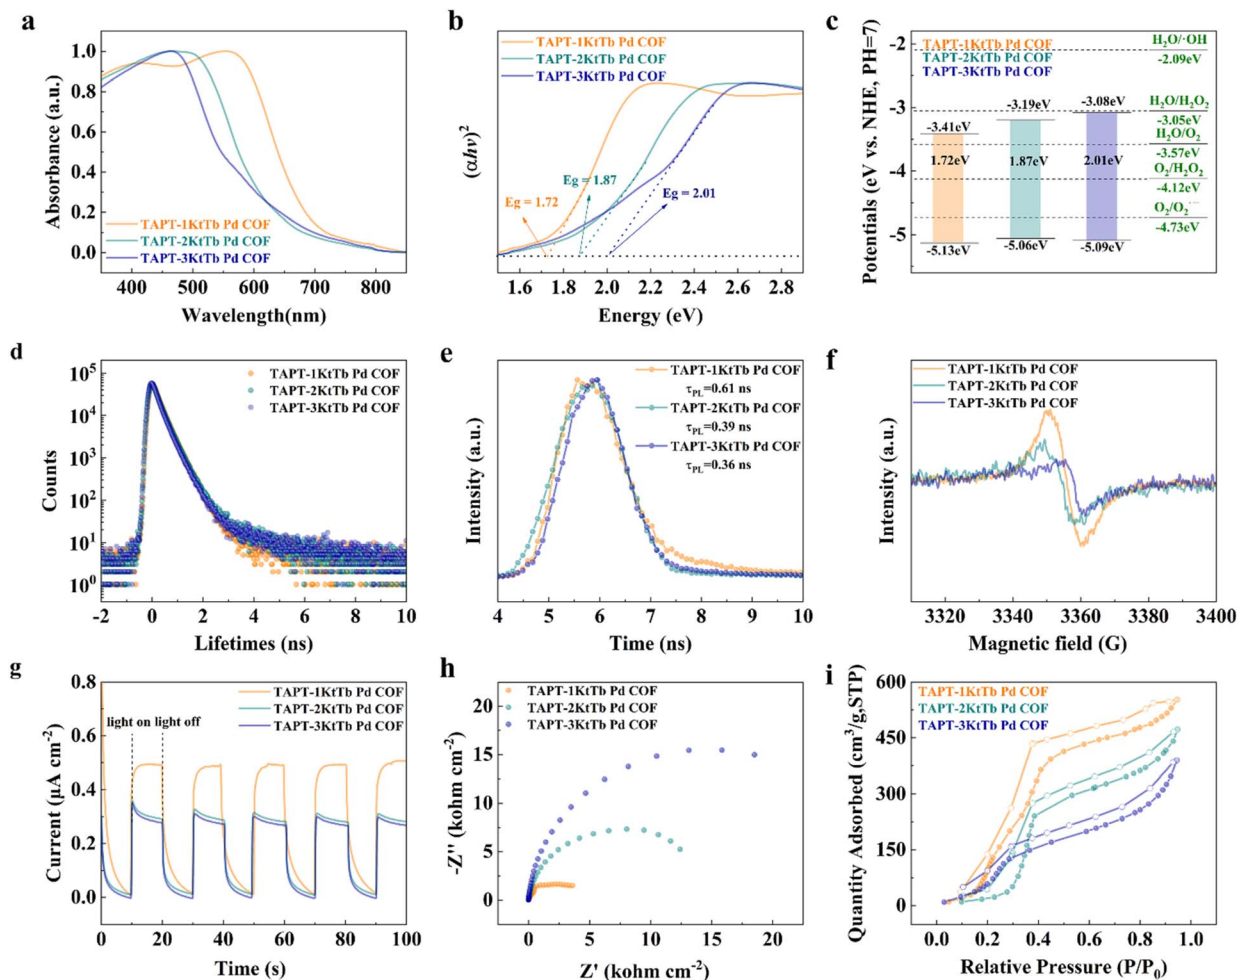 a
Absorbance (a.u.)
1.0
0.8
0.6
0.4
0.2
0.0
TAPT-1KtTb Pd COF
TAPT-2KtTb Pd COF
TAPT-3KtTb Pd COF
400 500 600 700 800
Wavelength(nm)
b
(αhν)²
TAPT-1KtTb Pd COF
TAPT-2KtTb Pd COF
TAPT-3KtTb Pd COF
Eg = 1.87
Eg = 2.01
Eg = 1.72
1.6 1.8 2.0 2.2 2.4 2.6 2.8
Energy (eV)
c
Potentials (eV vs. NHE, PH=7)
-2
-3
-4
-5
TAPT-1KtTb Pd COF
TAPT-2KtTb Pd COF
TAPT-3KtTb Pd COF
-3.41eV
-3.19eV
-3.08eV
1.72eV
1.87eV
2.01eV
-5.13eV
-5.06eV
-5.09eV
H₂O/·OH
-2.09eV
H₂O/H₂O₂
-3.05eV
H₂O/O₂
-3.57eV
O₂/H₂O₂
-4.12eV
O₂/O₂
-4.73eV
d
Counts
10⁵
10⁴
10³
10²
10¹
10⁰
TAPT-1KtTb Pd COF
TAPT-2KtTb Pd COF
TAPT-3KtTb Pd COF
-2 0 2 4 6 8 10
Lifetimes (ns)
e
Intensity (a.u.)
TAPT-1KtTb Pd COF
τPL=0.61 ns
TAPT-2KtTb Pd COF
τPL=0.39 ns
TAPT-3KtTb Pd COF
τPL=0.36 ns
4 5 6 7 8 9 10
Time (ns)
f
Intensity (a.u.)
TAPT-1KtTb Pd COF
TAPT-2KtTb Pd COF
TAPT-3KtTb Pd COF
3320 3340 3360 3380 3400
Magnetic field (G)
g
Current (µA cm⁻²)
0.8
0.6
0.4
0.2
0.0
TAPT-1KtTb Pd COF
TAPT-2KtTb Pd COF
TAPT-3KtTb Pd COF
light on light off
0 20 40 60 80 100
Time (s)
h
-Z'' (kohm cm⁻²)
20
15
10
5
0
TAPT-1KtTb Pd COF
TAPT-2KtTb Pd COF
TAPT-3KtTb Pd COF
0 5 10 15 20
Z' (kohm cm⁻²)
i
Quantity Adsorbed (cm³/g,STP)
600
450
300
150
0
TAPT-1KtTb Pd COF
TAPT-2KtTb Pd COF
TAPT-3KtTb Pd COF
0.0 0.2 0.4 0.6 0.8 1.0
Relative Pressure (P/P₀)